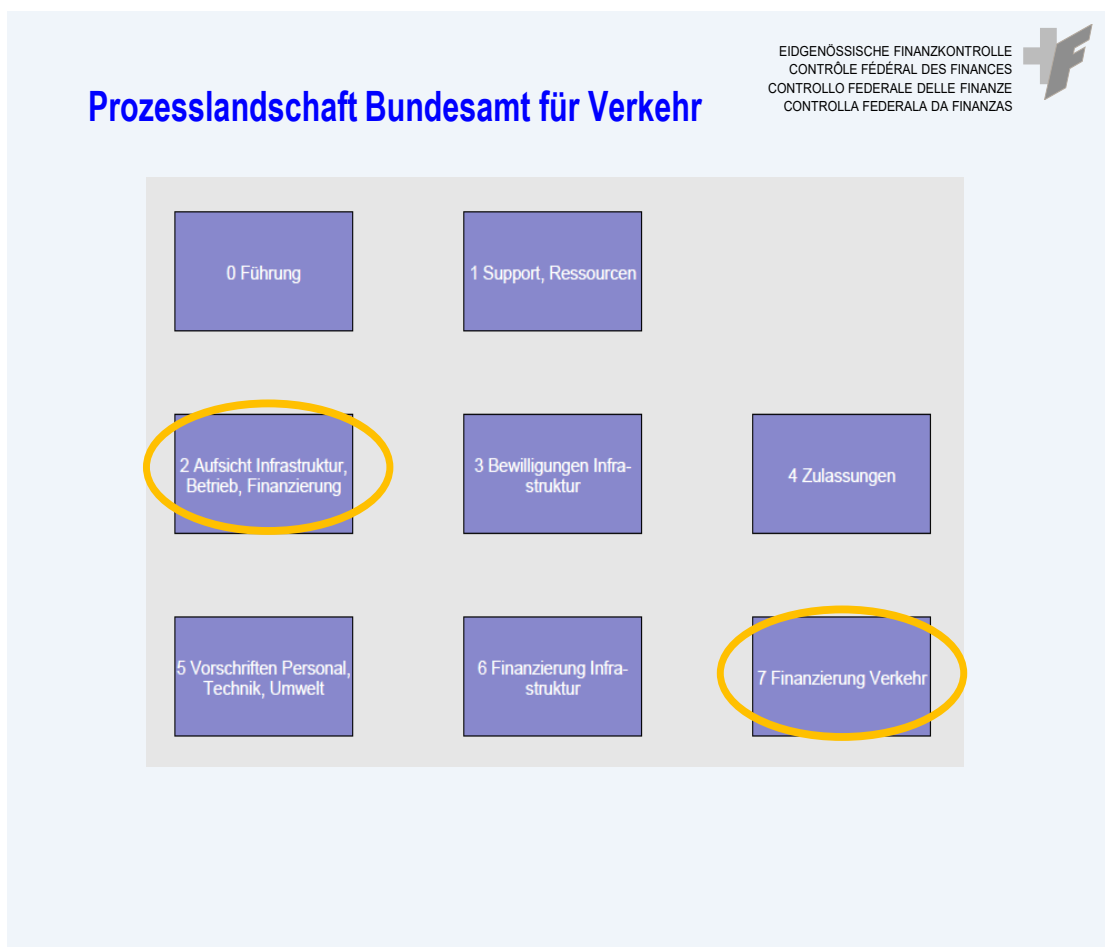 EIDGENÖSSISCHE FINANZKONTROLLE
CONTRÔLE FÉDÉRAL DES FINANCES
CONTROLLO FEDERALE DELLE FINANZE
CONTROLLA FEDERALA DA FINANZAS
Prozesslandschaft Bundesamt für Verkehr
0 Führung
1 Support, Ressourcen
2 Aufsicht Infrastruktur,
Betrieb, Finanzierung
3 Bewilligungen Infra-
struktur
4 Zulassungen
5 Vorschriften Personal,
Technik, Umwelt
6 Finanzierung Infra-
struktur
7 Finanzierung Verkehr